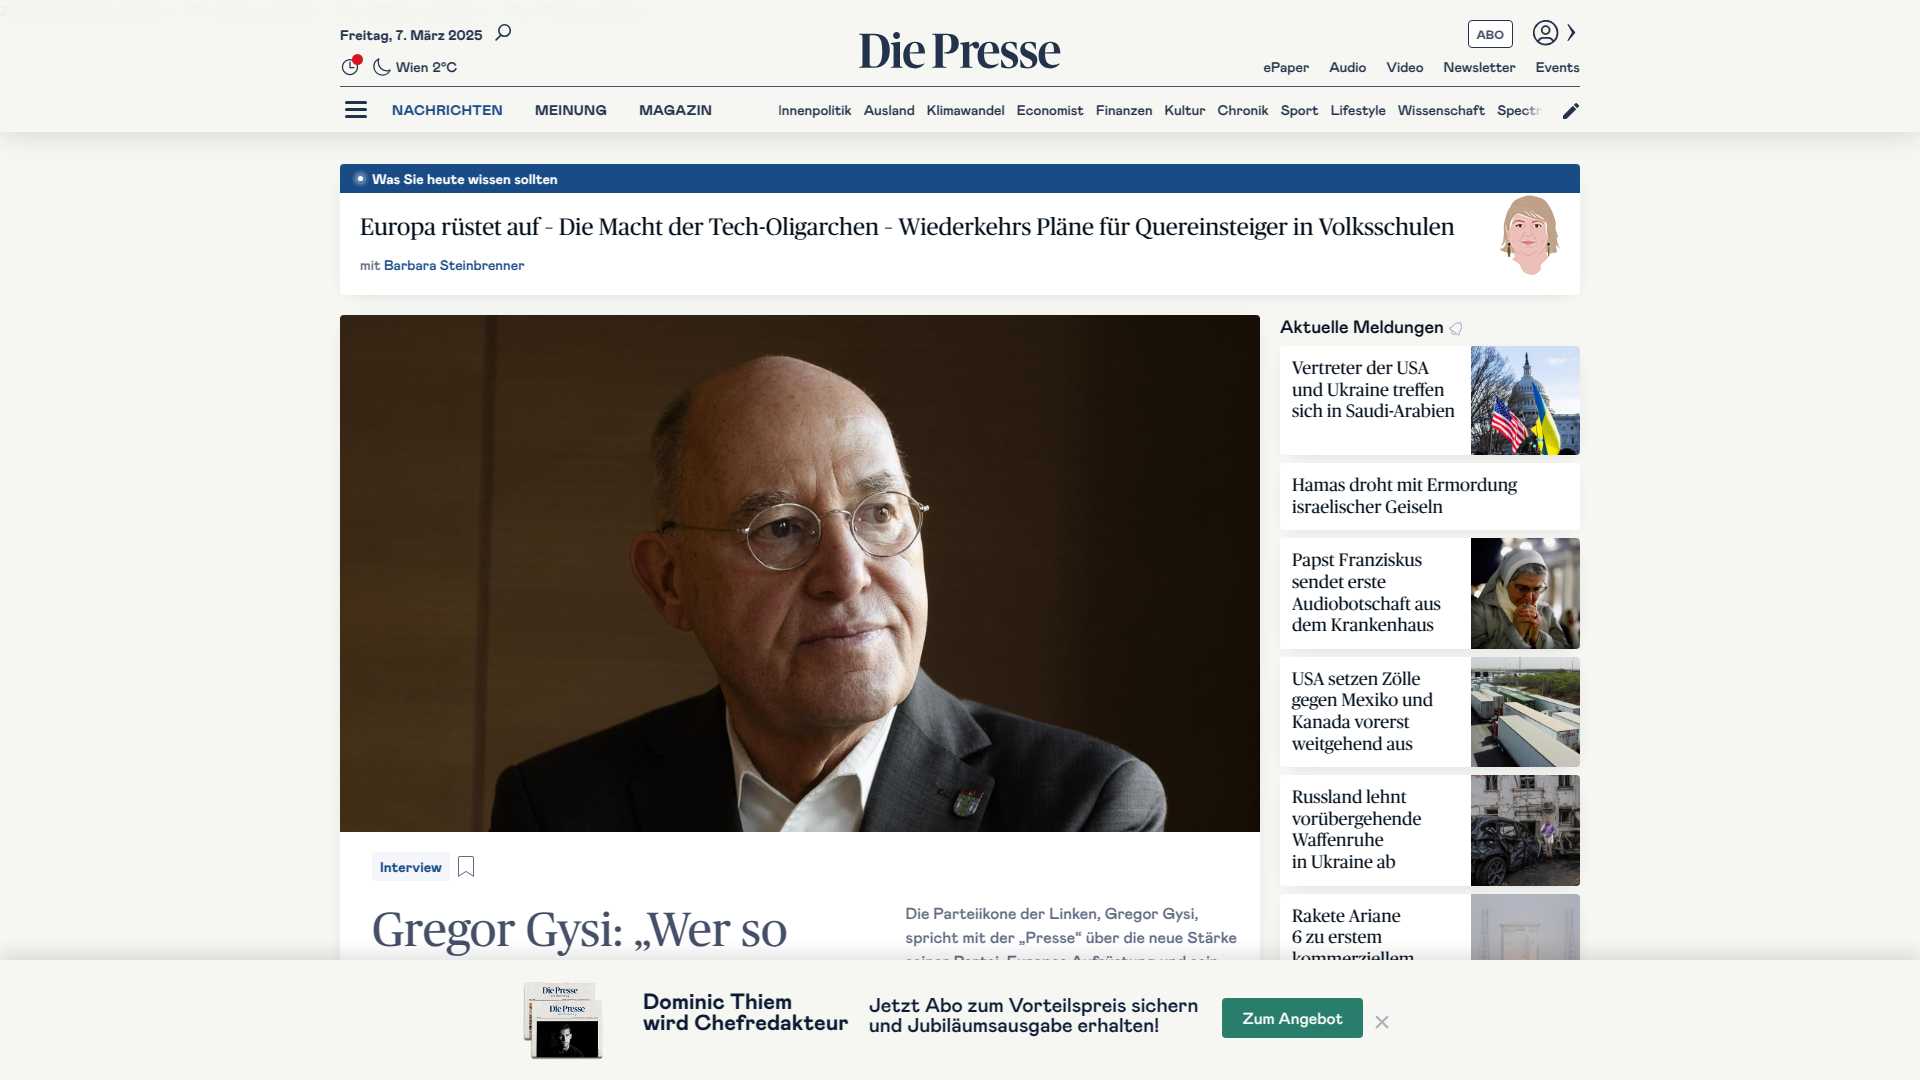 Freitag, 7. März 2025
Wien 2°C
Die Presse
ABO
ePaper Audio Video Newsletter Events
NACHRICHTEN MEINUNG MAGAZIN
Innenpolitik Ausland Klimawandel Economist Finanzen Kultur Chronik Sport Lifestyle Wissenschaft
Was Sie heute wissen sollten
Europa rüstet auf – Die Macht der Tech-Oligarchen – Wiederkehrs Pläne für Quereinsteiger in Volksschulen
mit Barbara Steinbrenner
Interview
Gregor Gysi: „Wer so
Die Parteiikone der Linken, Gregor Gysi,
spricht mit der „Presse“ über die neue Stärke
Aktuelle Meldungen
Vertreter der USA
und Ukraine treffen
sich in Saudi-Arabien
Hamas droht mit Ermordung
israelischer Geiseln
Papst Franziskus
sendet erste
Audiobotschaft aus
dem Krankenhaus
USA setzen Zölle
gegen Mexiko und
Kanada vorerst
weitgehend aus
Russland lehnt
vorübergehende
Waffenruhe
in Ukraine ab
Rakete Ariane
6 zu erstem
kommerziellem
Die Presse
Die Presse
Dominic Thiem
wird Chefredakteur
Jetzt Abo zum Vorteilspreis sichern
und Jubiläumsausgabe erhalten!
Zum Angebot